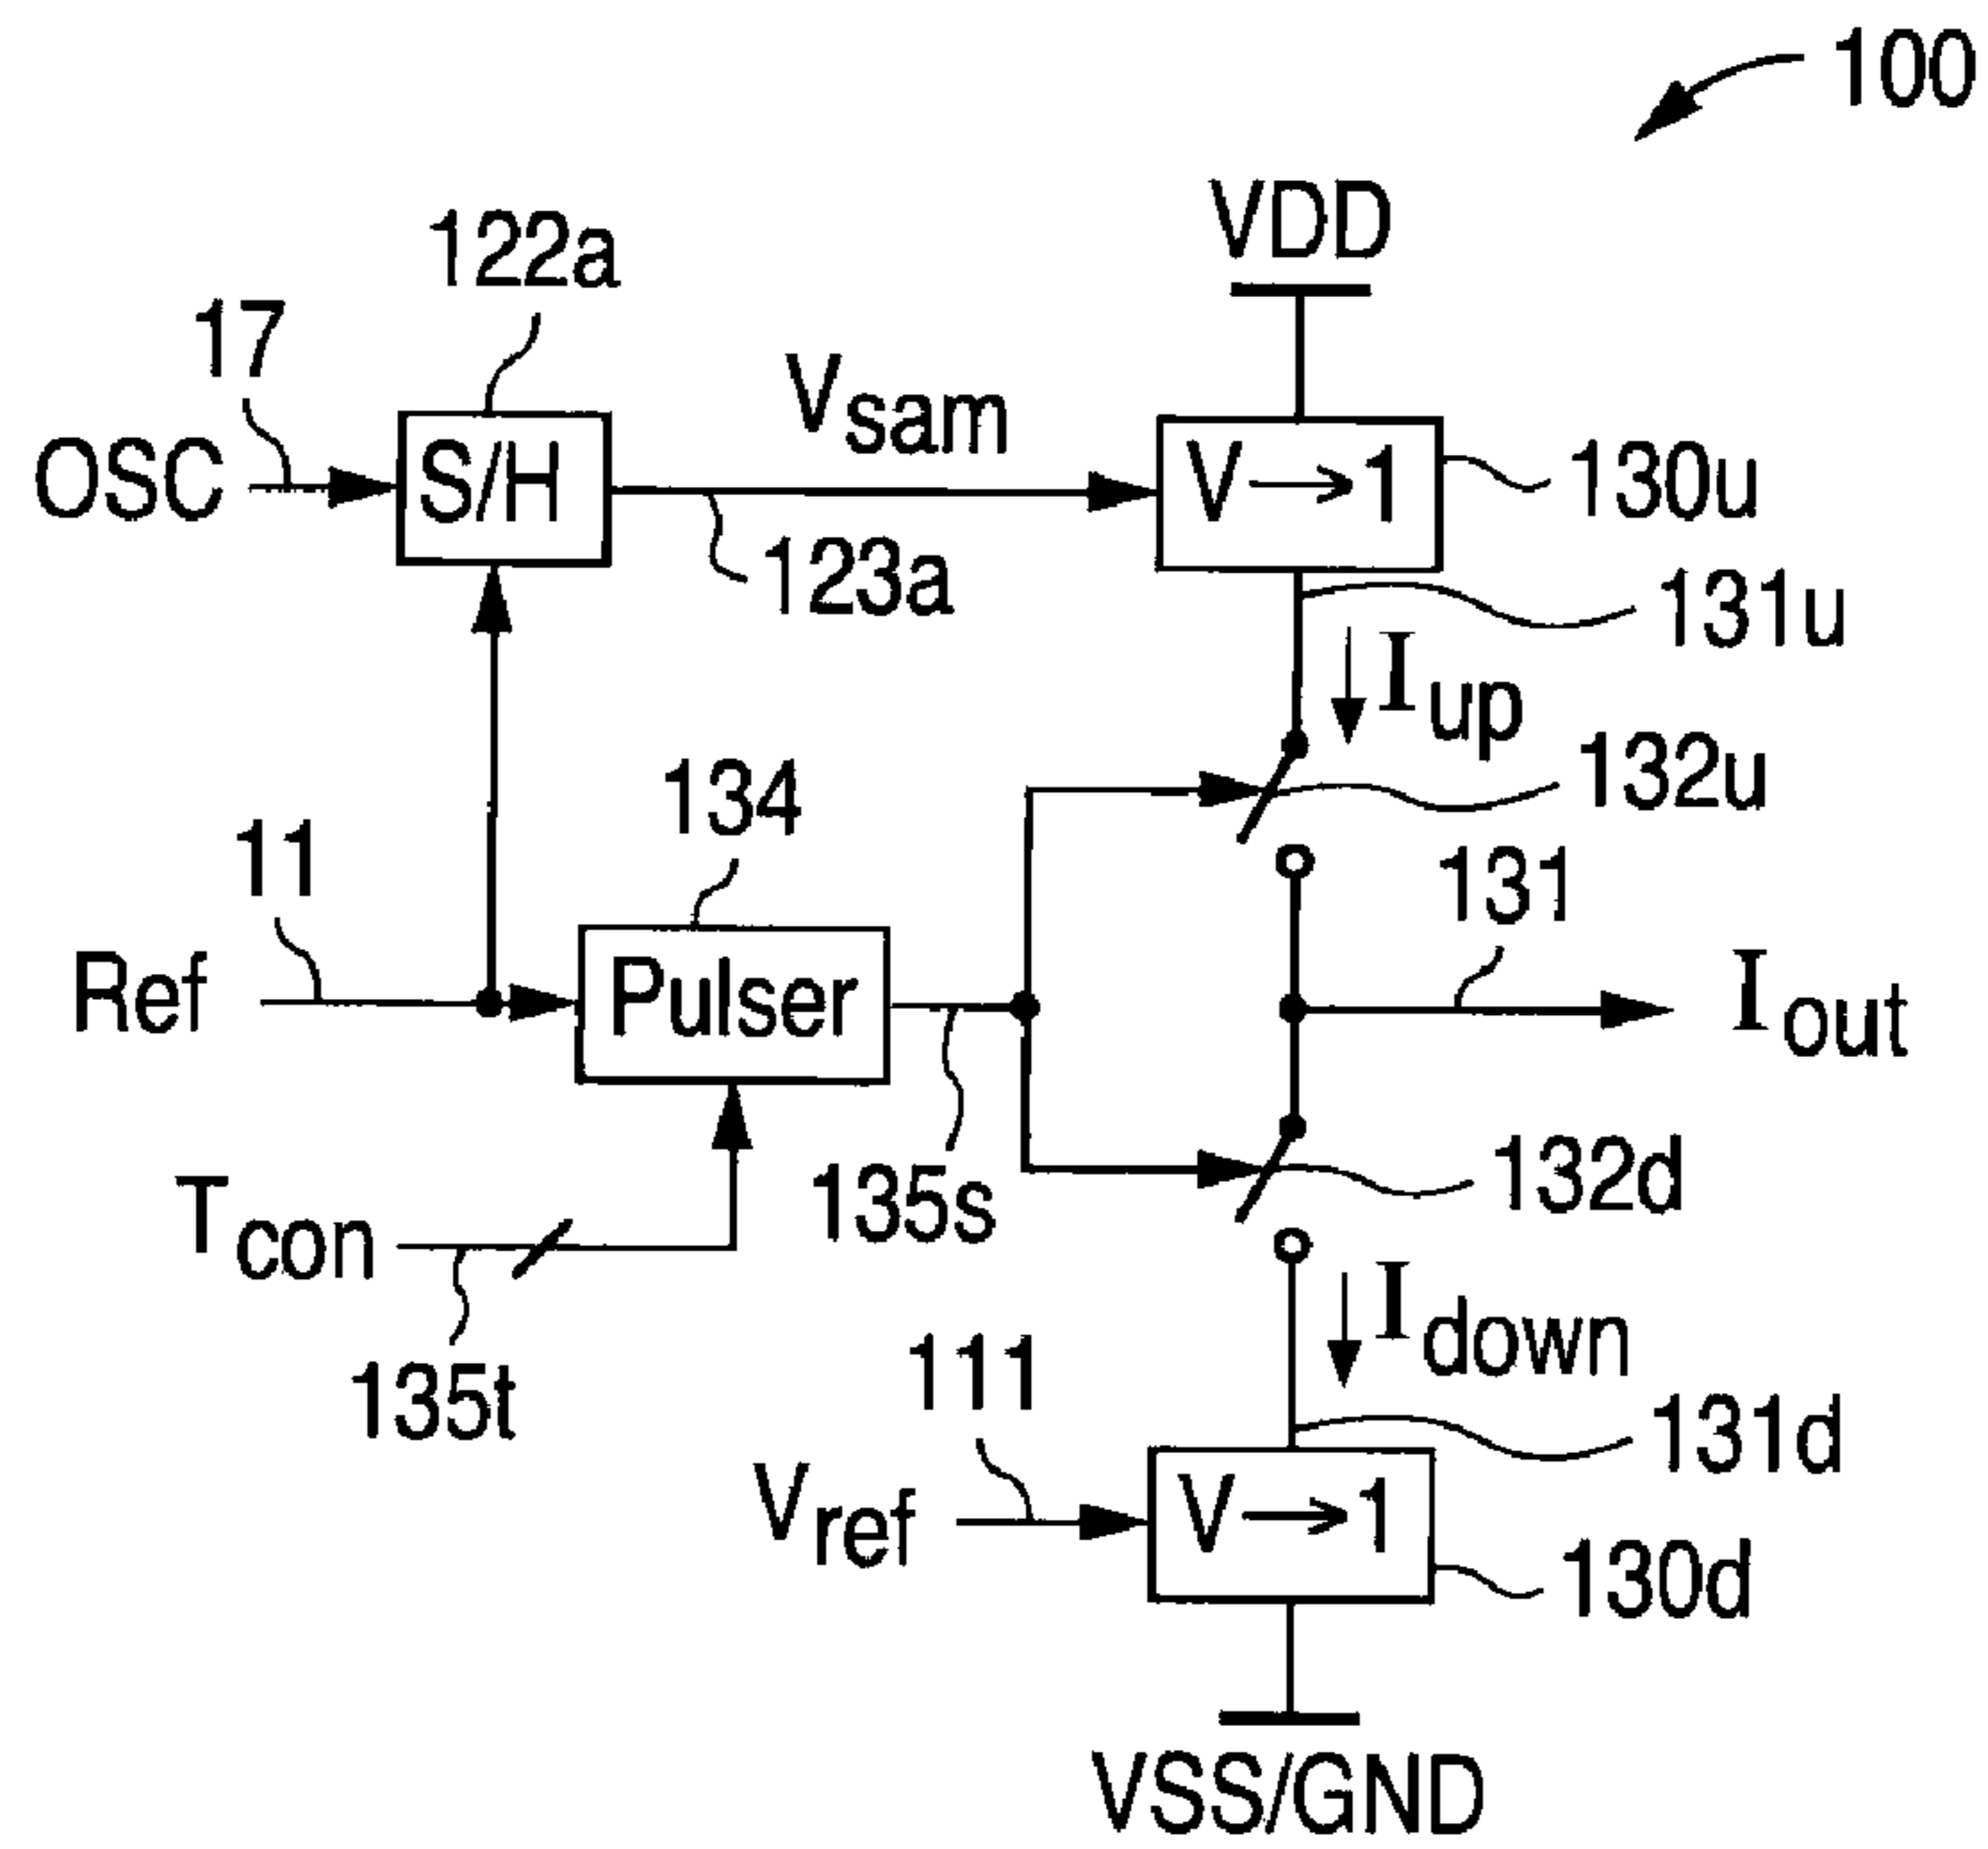 100
VDD
122a
17
Vsam
OSC
S/H
V→1
130u
123a
131u
Iup
132u
134
11
131
Ref
Pulser
Iout
135s
132d
Tcon
Idown
135t
111
131d
Vref
V→1
130d
VSS/GND